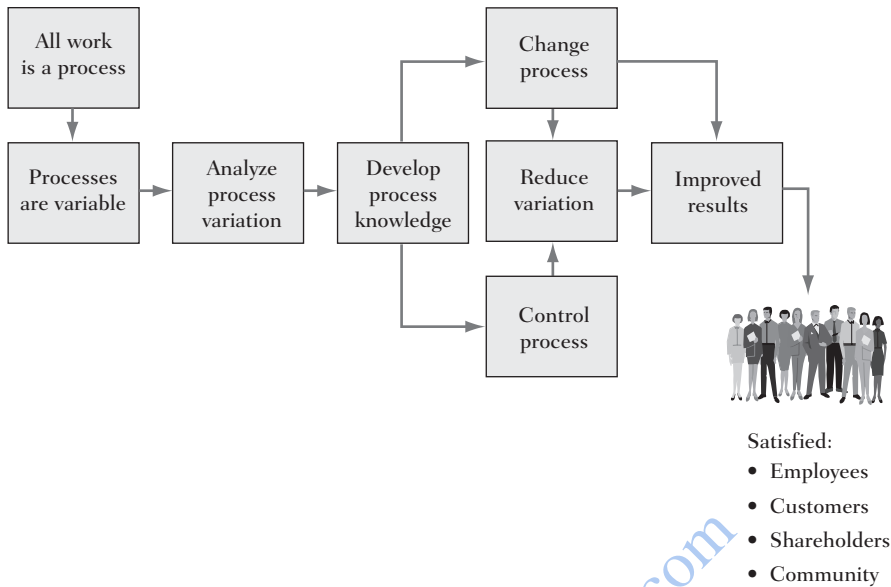 All work
is a process
Processes
are variable
Analyze
process
variation
Develop
process
knowledge
Change
process
Reduce
variation
Control
process
Improved
results
Satisfied:
• Employees
• Customers
• Shareholders
• Community
com